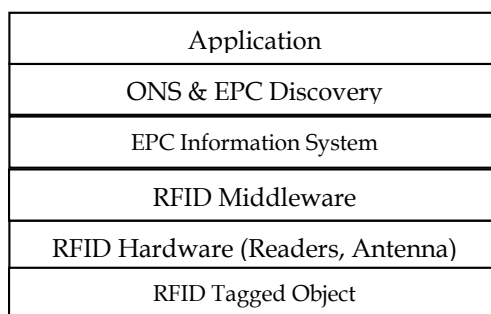 Application
ONS & EPC Discovery
EPC Information System
RFID Middleware
RFID Hardware (Readers, Antenna)
RFID Tagged Object